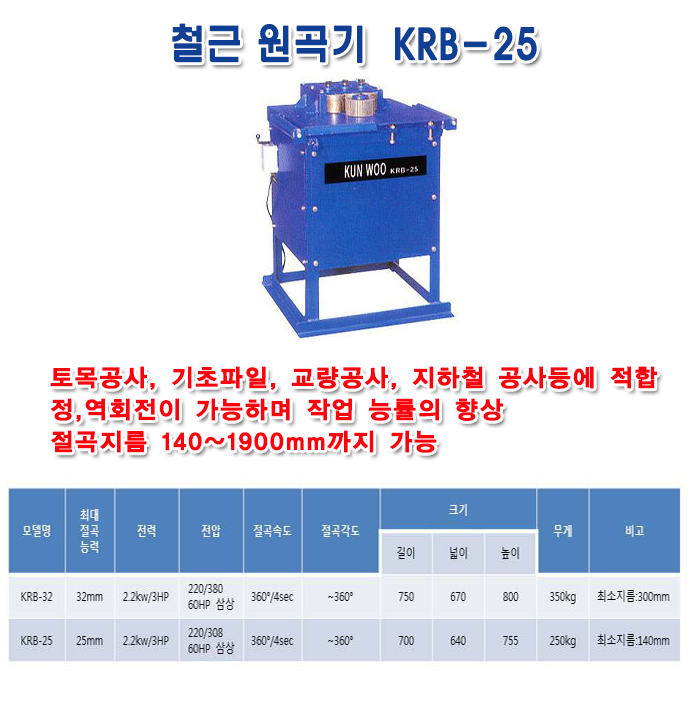 철근 원곡기 KRB-25
KUN WOO KRB-25
토목공사, 기초파일, 교량공사, 지하철 공사등에 적합
정,역회전이 가능하며 작업 능률의 향상
절곡지름 140~1900mm까지 가능
모델명 최대 절곡 능력 전력 전압 절곡속도 절곡각도 크기 무게 비고
길이 넓이 높이
KRB-32 32mm 2.2kw/3HP 220/380 60HP 삼상 360°/4sec ~360° 750 670 800 350kg 최소지름:300mm
KRB-25 25mm 2.2kw/3HP 220/308 60HP 삼상 360°/4sec ~360° 700 640 755 250kg 최소지름:140mm